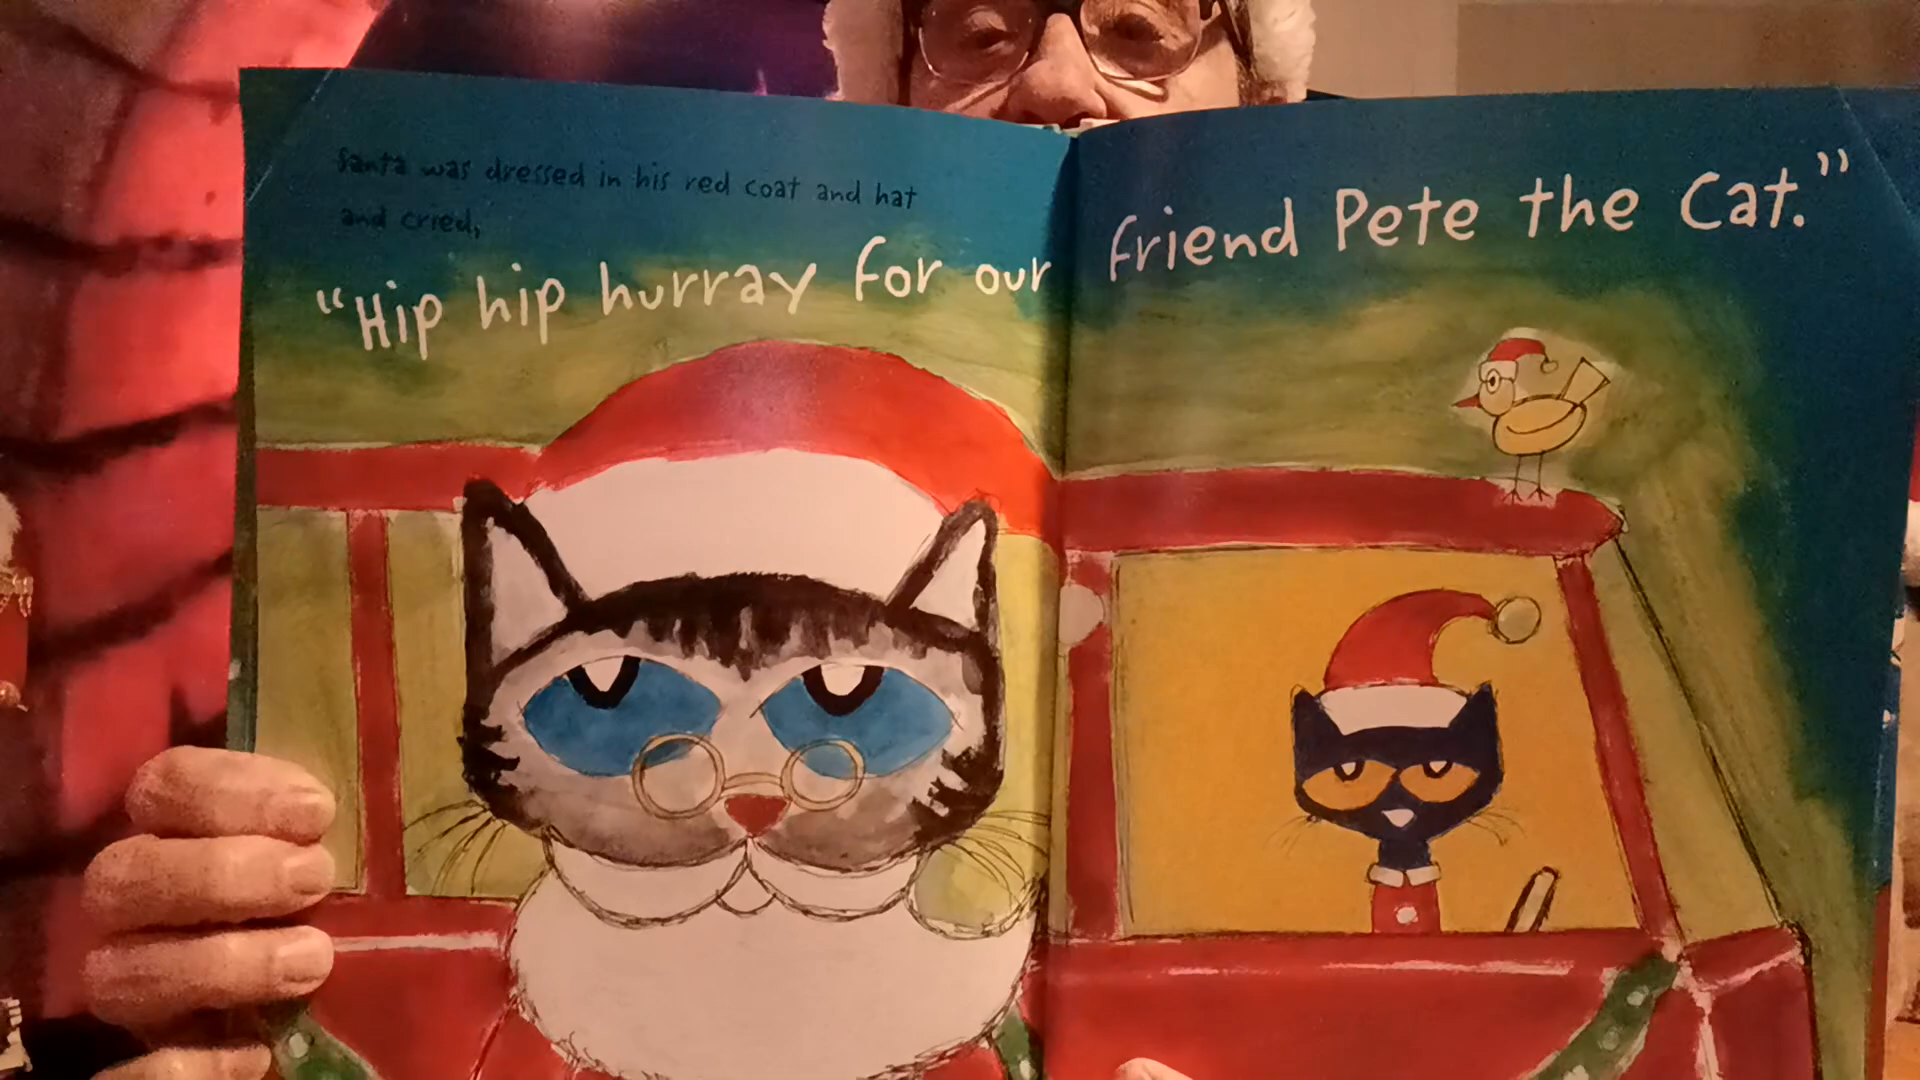 Santa was dressed in his red coat and hat
and cried,
“Hip hip hurray for our friend Pete the Cat.”